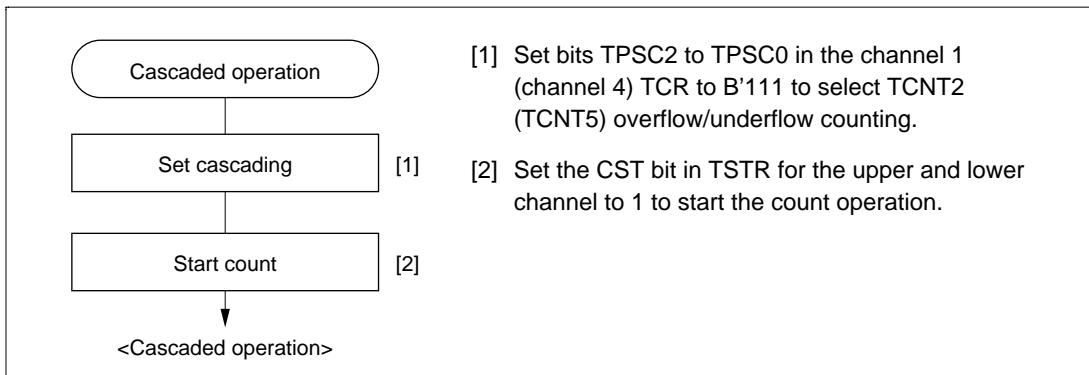 Cascaded operation
Set cascading [1]
Start count [2]
<Cascaded operation>
[1] Set bits TPSC2 to TPSC0 in the channel 1
(channel 4) TCR to B'111 to select TCNT2
(TCNT5) overflow/underflow counting.
[2] Set the CST bit in TSTR for the upper and lower
channel to 1 to start the count operation.